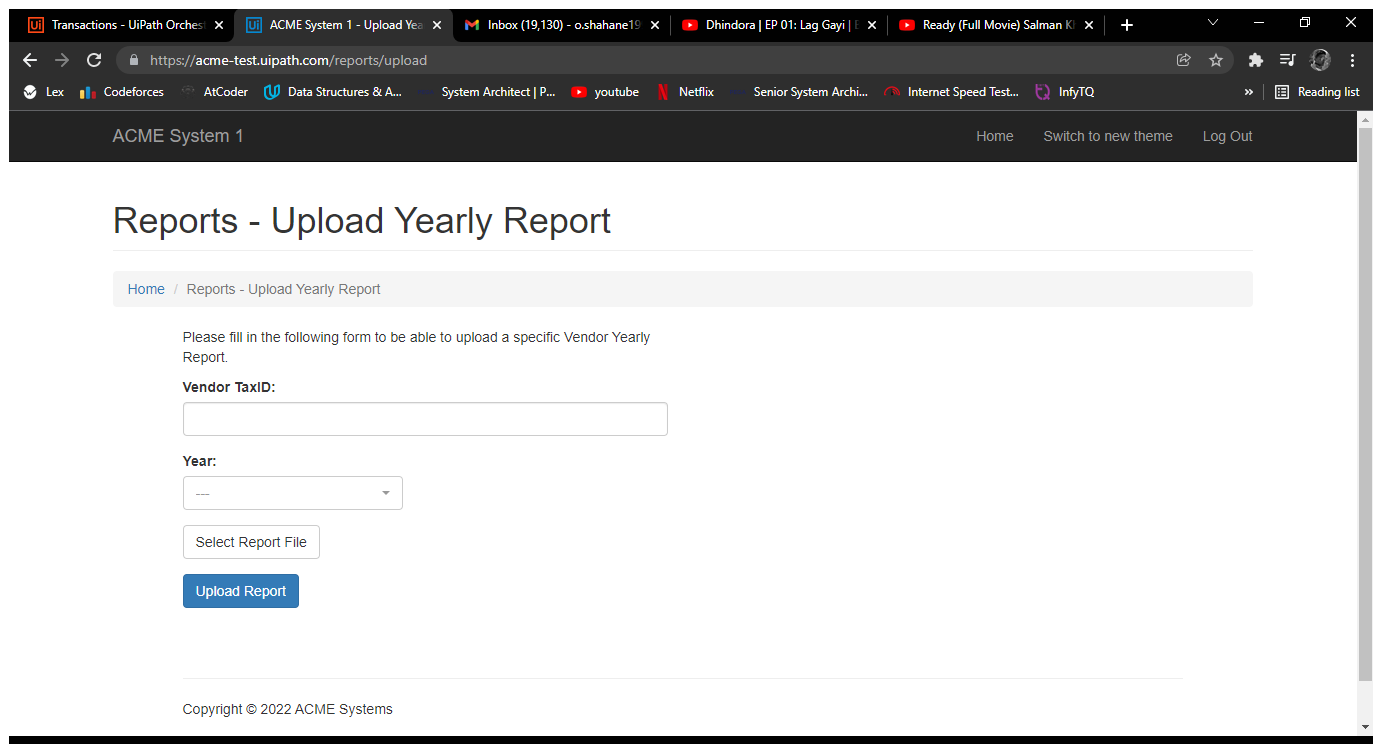 Transactions - UiPath Orches
ACME System 1 - Upload Yea
Inbox (19,130) - o.shahane19
Dhindora | EP 01: Lag Gayi |
Ready (Full Movie) Salman K
https://acme-test.uipath.com/reports/upload
Lex
Codeforces
AtCoder
Data Structures & A...
System Architect | P...
youtube
Netflix
Senior System Archi...
Internet Speed Test...
InfyTQ
»
Reading list
ACME System 1
Home
Switch to new theme
Log Out
Reports - Upload Yearly Report
Home / Reports - Upload Yearly Report
Please fill in the following form to be able to upload a specific Vendor Yearly
Report.
Vendor TaxID:
Year:
---
Select Report File
Upload Report
Copyright © 2022 ACME Systems